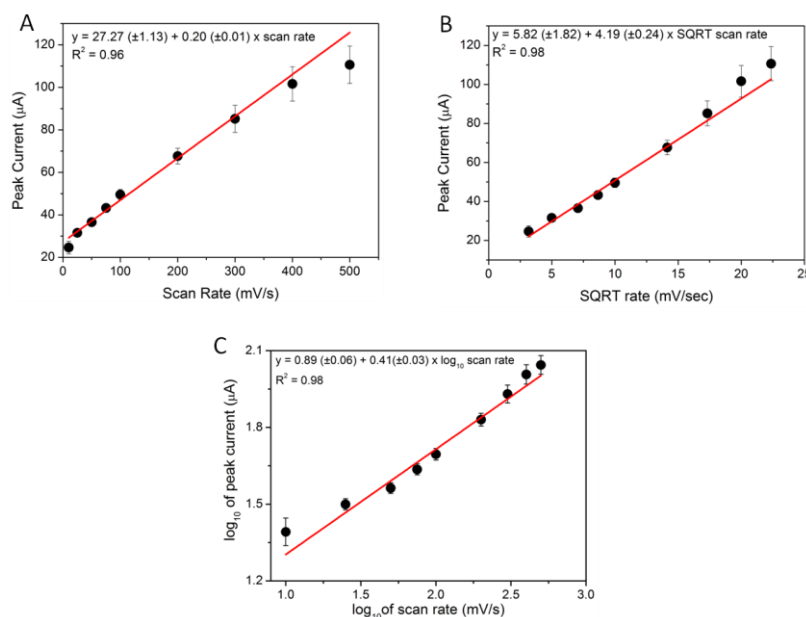 A
y = 27.27 (±1.13) + 0.20 (±0.01) x scan rate
R² = 0.96
120
100
80
60
40
20
0
100
200
300
400
500
Peak Current (µA)
Scan Rate (mV/s)
B
y = 5.82 (±1.82) + 4.19 (±0.24) x SQRT scan rate
R² = 0.98
120
100
80
60
40
20
0
5
10
15
20
25
Peak Current (µA)
SQRT rate (mV/sec)
C
y = 0.89 (±0.06) + 0.41(±0.03) x log₁₀ scan rate
R² = 0.98
2.1
1.8
1.5
1.2
1.0
1.5
2.0
2.5
3.0
log₁₀ of peak current (µA)
log₁₀of scan rate (mV/s)